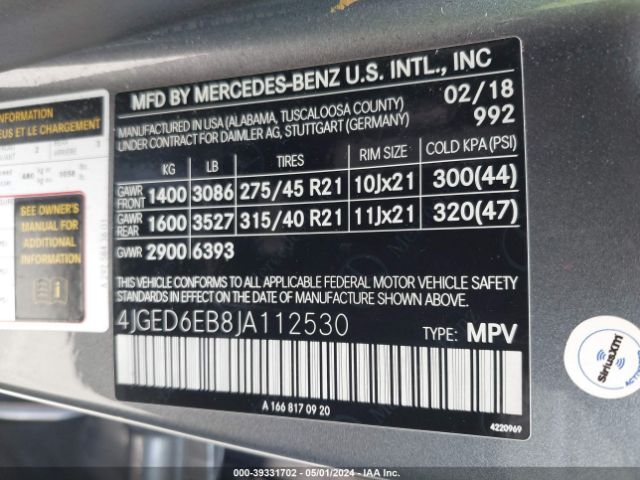 MFD BY MERCEDES-BENZ U.S. INTL., INC
MANUFACTURED IN USA (ALABAMA, TUSCALOOSA COUNTY) 02/18
UNDER CONTRACT FOR DAIMLER AG, STUTTGART (GERMANY) 992
KG LB TIRES RIM SIZE COLD KPA (PSI)
GAWR FRONT 1400 3086 275/45 R21 10Jx21 300(44)
GAWR REAR 1600 3527 315/40 R21 11Jx21 320(47)
GVWR 2900 6393
THIS VEHICLE CONFORMS TO ALL APPLICABLE FEDERAL MOTOR VEHICLE SAFETY
STANDARDS IN EFFECT ON THE DATE OF MANUFACTURE SHOWN ABOVE.
4JGED6EB8JA112530 TYPE: MPV
A 166 817 09 20
4220969
INFORMATION
EUS ET LE CHARGEMENT
2 3
kg
SEE OWNER'S
MANUAL FOR
ADDITIONAL
INFORMATION
SiriusXM
000-39331702 - 05/01/2024 - IAA Inc.